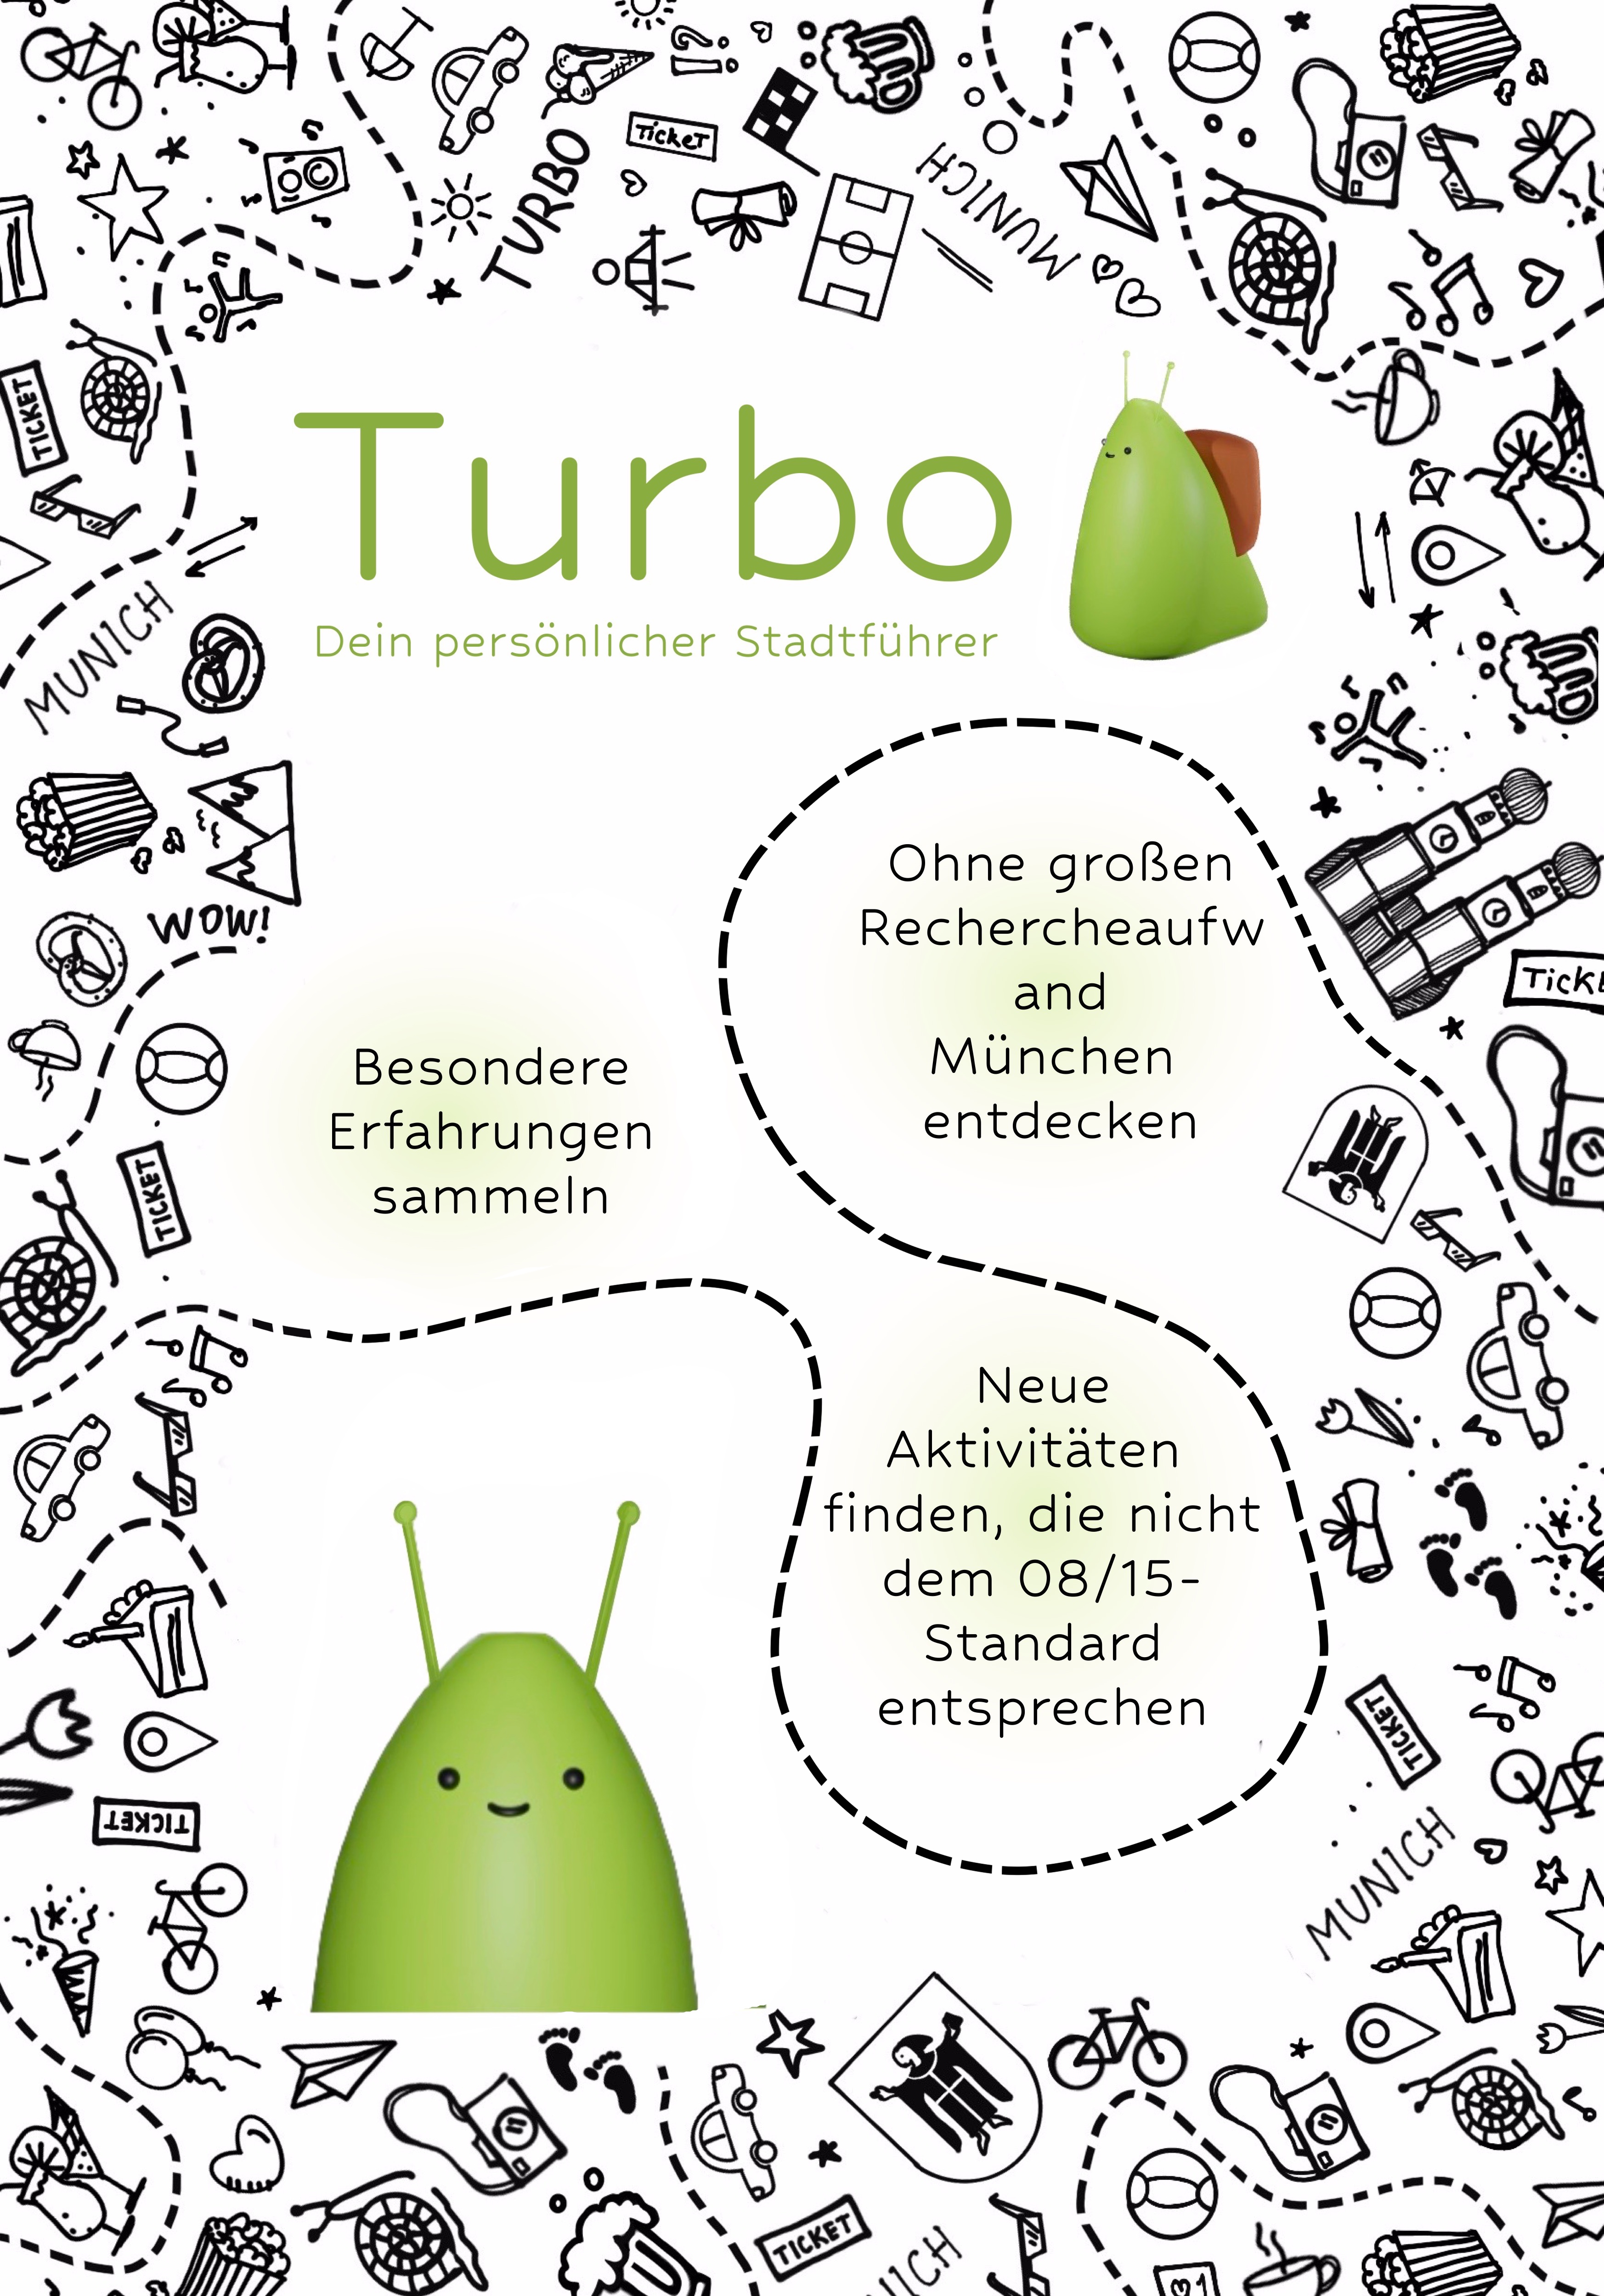 Ticket
TURBO
MUNICH
TICKET
Turbo
Dein persönlicher Stadtführer
MUNICH
WOW!
Ohne großen
Rechercheaufw
and
München
entdecken
Besondere
Erfahrungen
sammeln
TICKET
Neue
Aktivitäten
finden, die nicht
dem 08/15-
Standard
entsprechen
TICKET
TICKET
MUNICH
TICKET